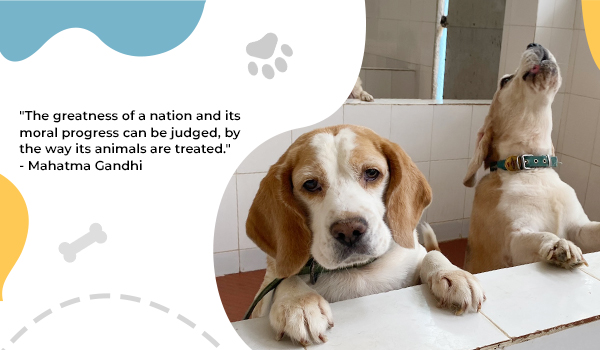 "The greatness of a nation and its
moral progress can be judged, by
the way its animals are treated."
- Mahatma Gandhi